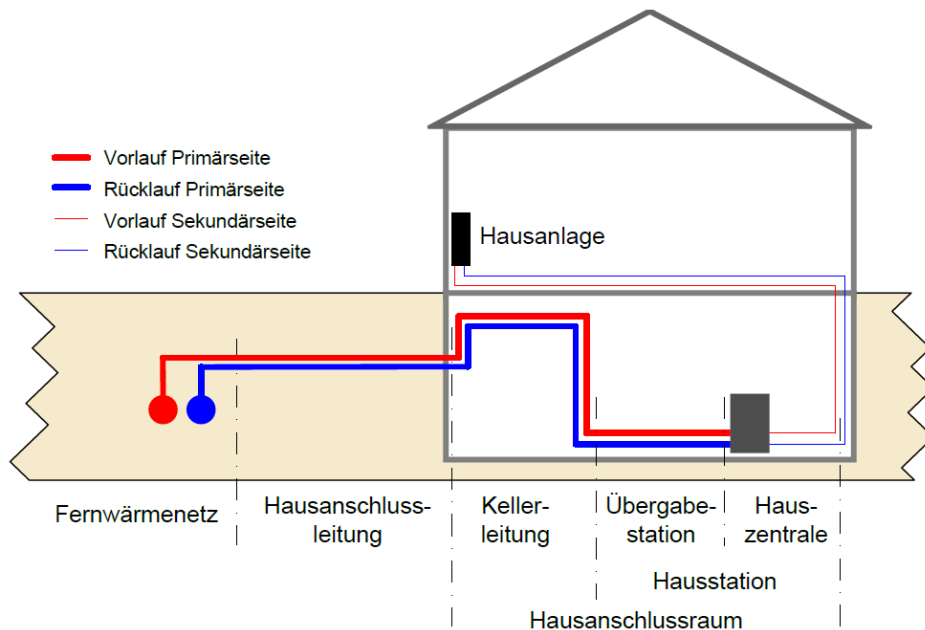 Vorlauf Primärseite
Rücklauf Primärseite
Vorlauf Sekundärseite
Rücklauf Sekundärseite
Hausanlage
Fernwärmenetz
Hausanschluss-
leitung
Keller-
leitung
Übergabe-
station
Haus-
zentrale
Hausstation
Hausanschlussraum